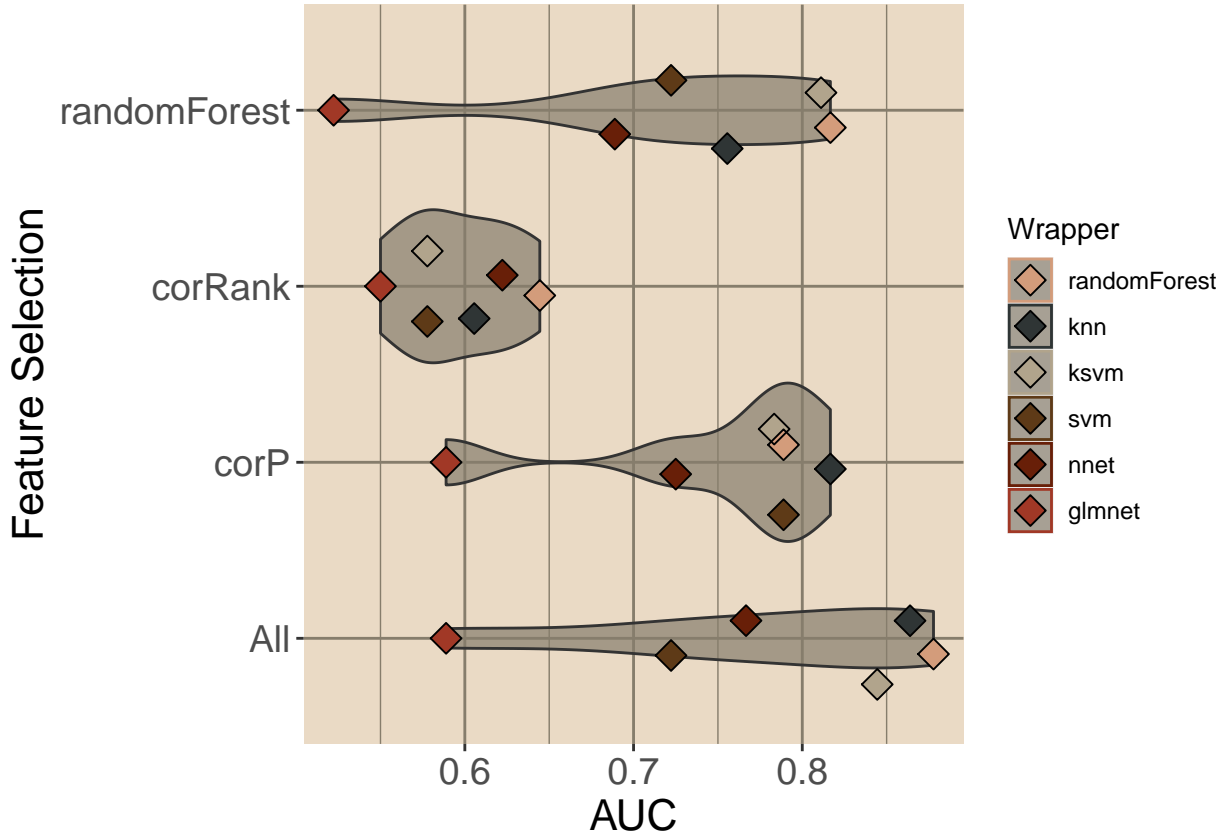 Feature Selection
randomForest
corRank
corP
All
0.6
0.7
0.8
AUC
Wrapper
randomForest
knn
ksvm
svm
nnet
glmnet